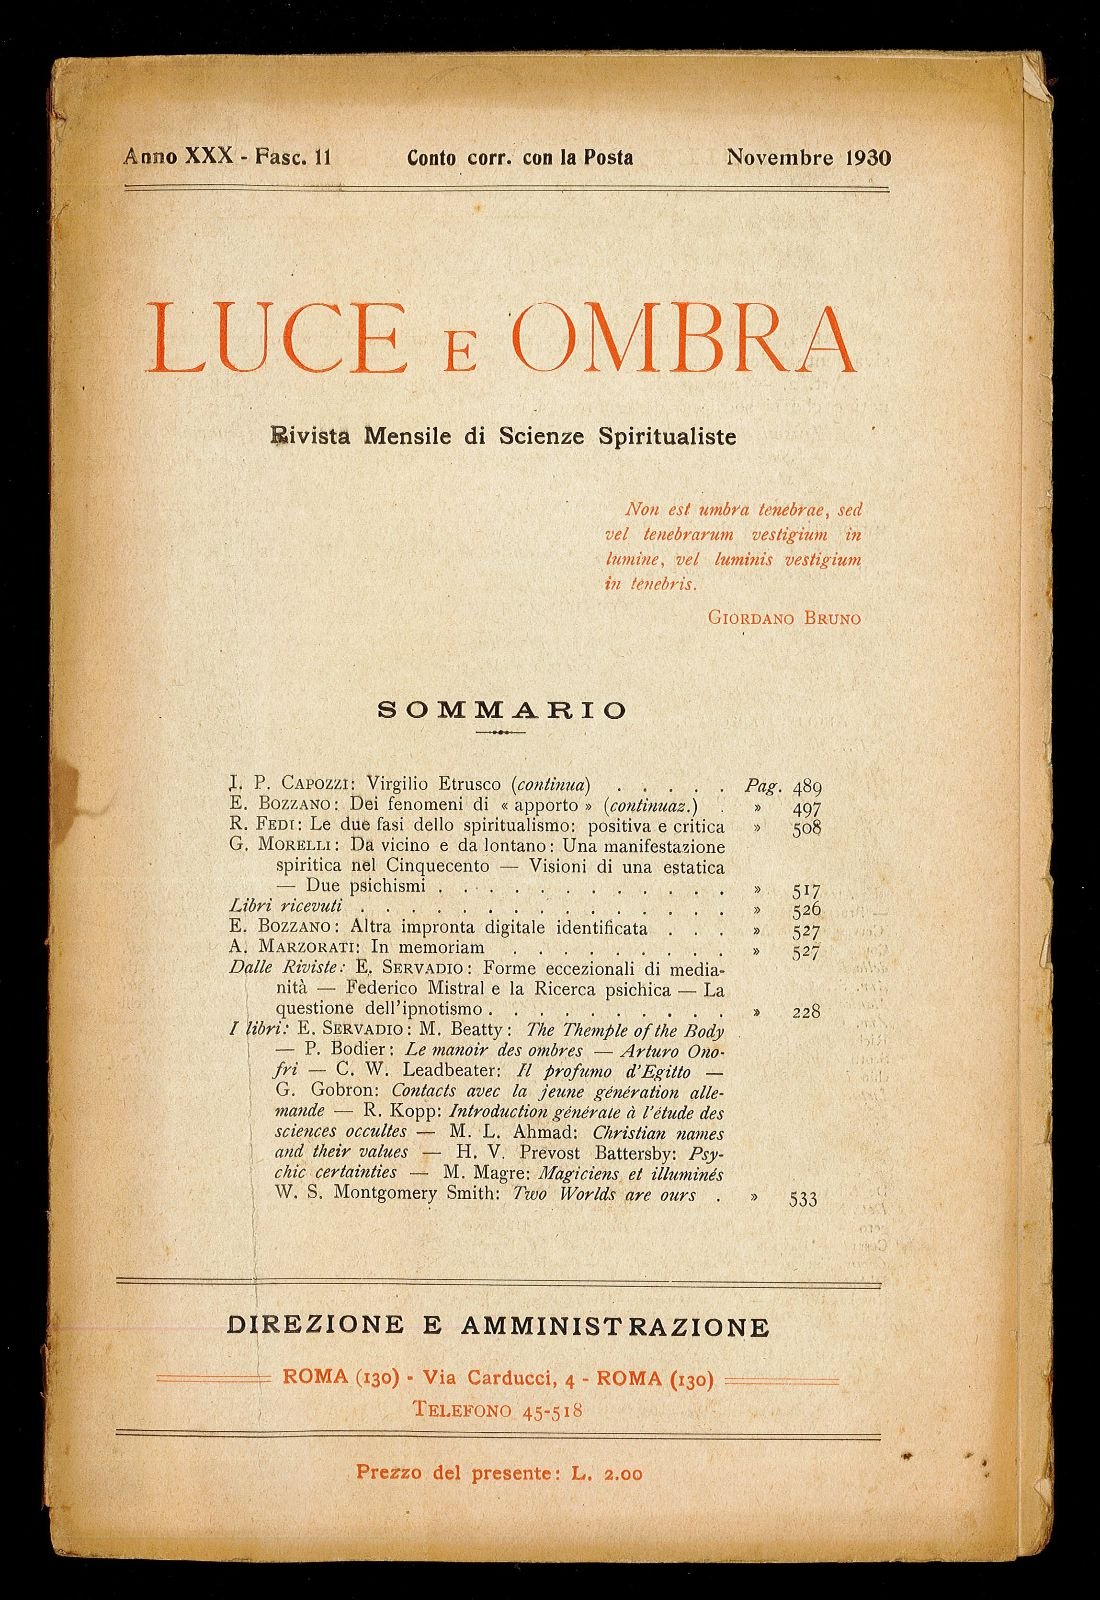 Anno XXX - Fasc. 11 Conto corr. con la Posta Novembre 1930
LUCE E OMBRA
Rivista Mensile di Scienze Spiritualiste
Non est umbra tenebrae, sed
vel tenebrarum vestigium in
lumine, vel luminis vestigium
in tenebris.
GIORDANO BRUNO
SOMMARIO
I. P. CAPOZZI: Virgilio Etrusco (continua) . . . . . Pag. 489
E. BOZZANO: Dei fenomeni di « apporto » (continuaz.) . » 497
R. FEDI: Le due fasi dello spiritualismo: positiva e critica » 508
G. MORELLI: Da vicino e da lontano: Una manifestazione
spiritica nel Cinquecento — Visioni di una estatica
— Due psichismi . . . . . . . . . . . . » 517
Libri ricevuti . . . . . . . . . . . . . . . » 526
E. BOZZANO: Altra impronta digitale identificata . . . » 527
A. MARZORATI: In memoriam . . . . . . . . . » 527
Dalle Riviste: E. SERVADIO: Forme eccezionali di media-
nità — Federico Mistral e la Ricerca psichica — La
questione dell'ipnotismo . . . . . . . . . . » 228
I libri: E. SERVADIO: M. Beatty: The Themple of the Body
— P. Bodier: Le manoir des ombres — Arturo Ono-
fri — C. W. Leadbeater: Il profumo d'Egitto —
G. Gobron: Contacts avec la jeune génération alle-
mande — R. Kopp: Introduction générale à l'étude des
sciences occultes — M. L. Ahmad: Christian names
and their values — H. V. Prevost Battersby: Psy-
chic certainties — M. Magre: Magiciens et illuminés
W. S. Montgomery Smith: Two Worlds are ours . » 533
DIREZIONE E AMMINISTRAZIONE
ROMA (130) - Via Carducci, 4 - ROMA (130)
TELEFONO 45-518
Prezzo del presente: L. 2.00